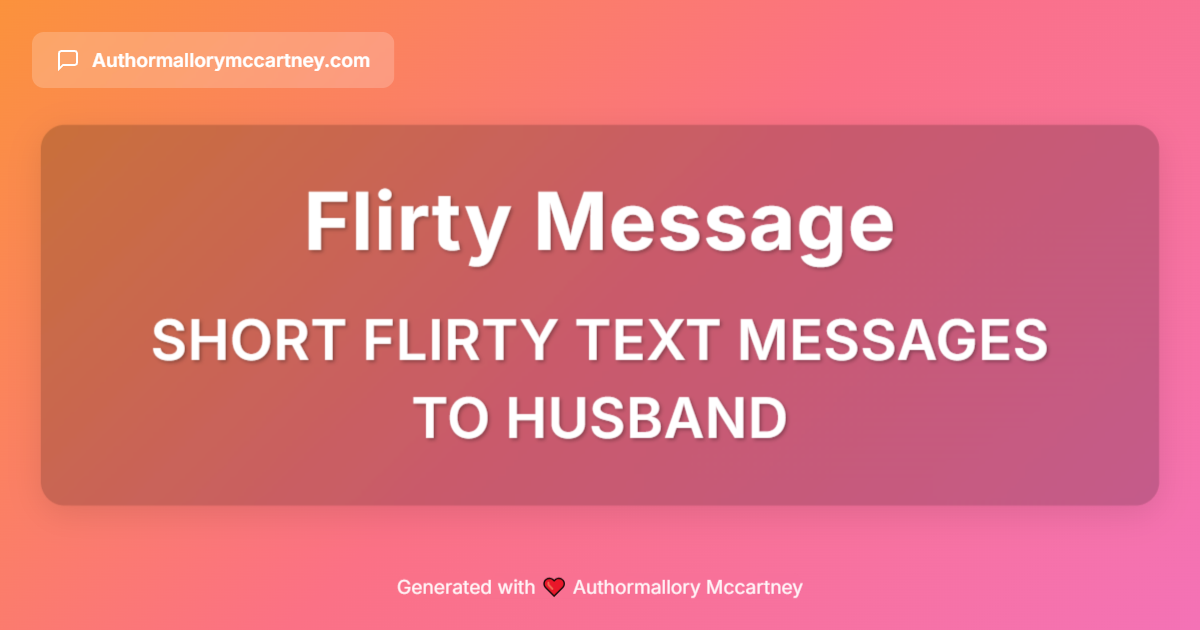 Authormallorymccartney.com
Flirty Message
SHORT FLIRTY TEXT MESSAGES
TO HUSBAND
Generated with ❤️ Authormallory Mccartney